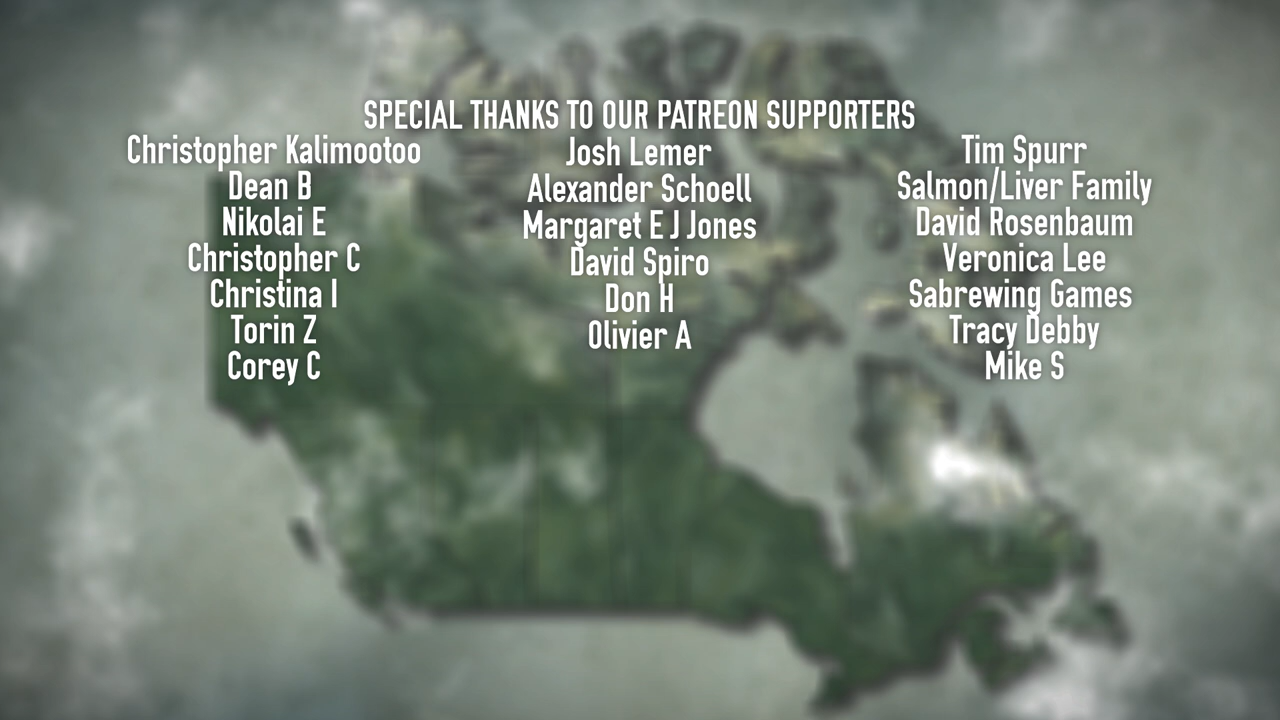 SPECIAL THANKS TO OUR PATREON SUPPORTERS
Christopher Kalimootoo
Dean B
Nikolai E
Christopher C
Christina I
Torin Z
Corey C
Josh Lemer
Alexander Schoell
Margaret E J Jones
David Spiro
Don H
Olivier A
Tim Spurr
Salmon/Liver Family
David Rosenbaum
Veronica Lee
Sabrewing Games
Tracy Debby
Mike S